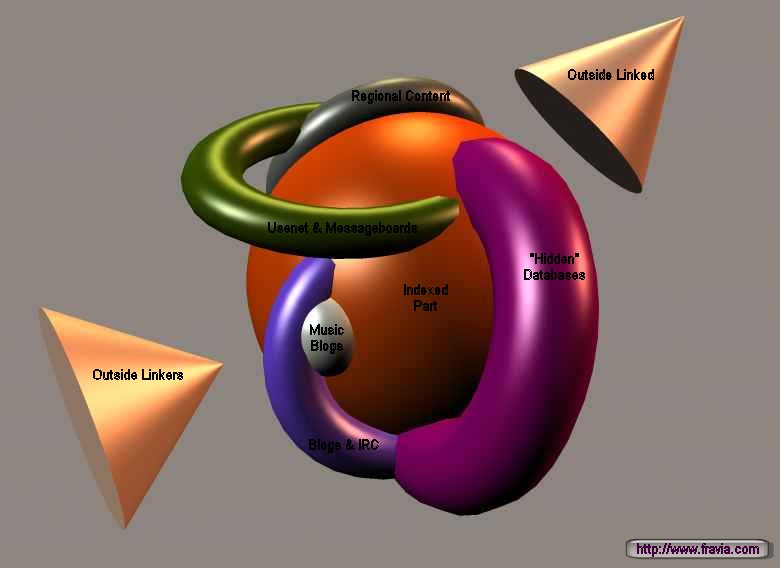 Outside Linked
Regional Content
Usenet & Messageboards
"Hidden"
Databases
Indexed
Part
Music
Blogs
Outside Linkers
Blogs & IRC
http://www.fravia.com